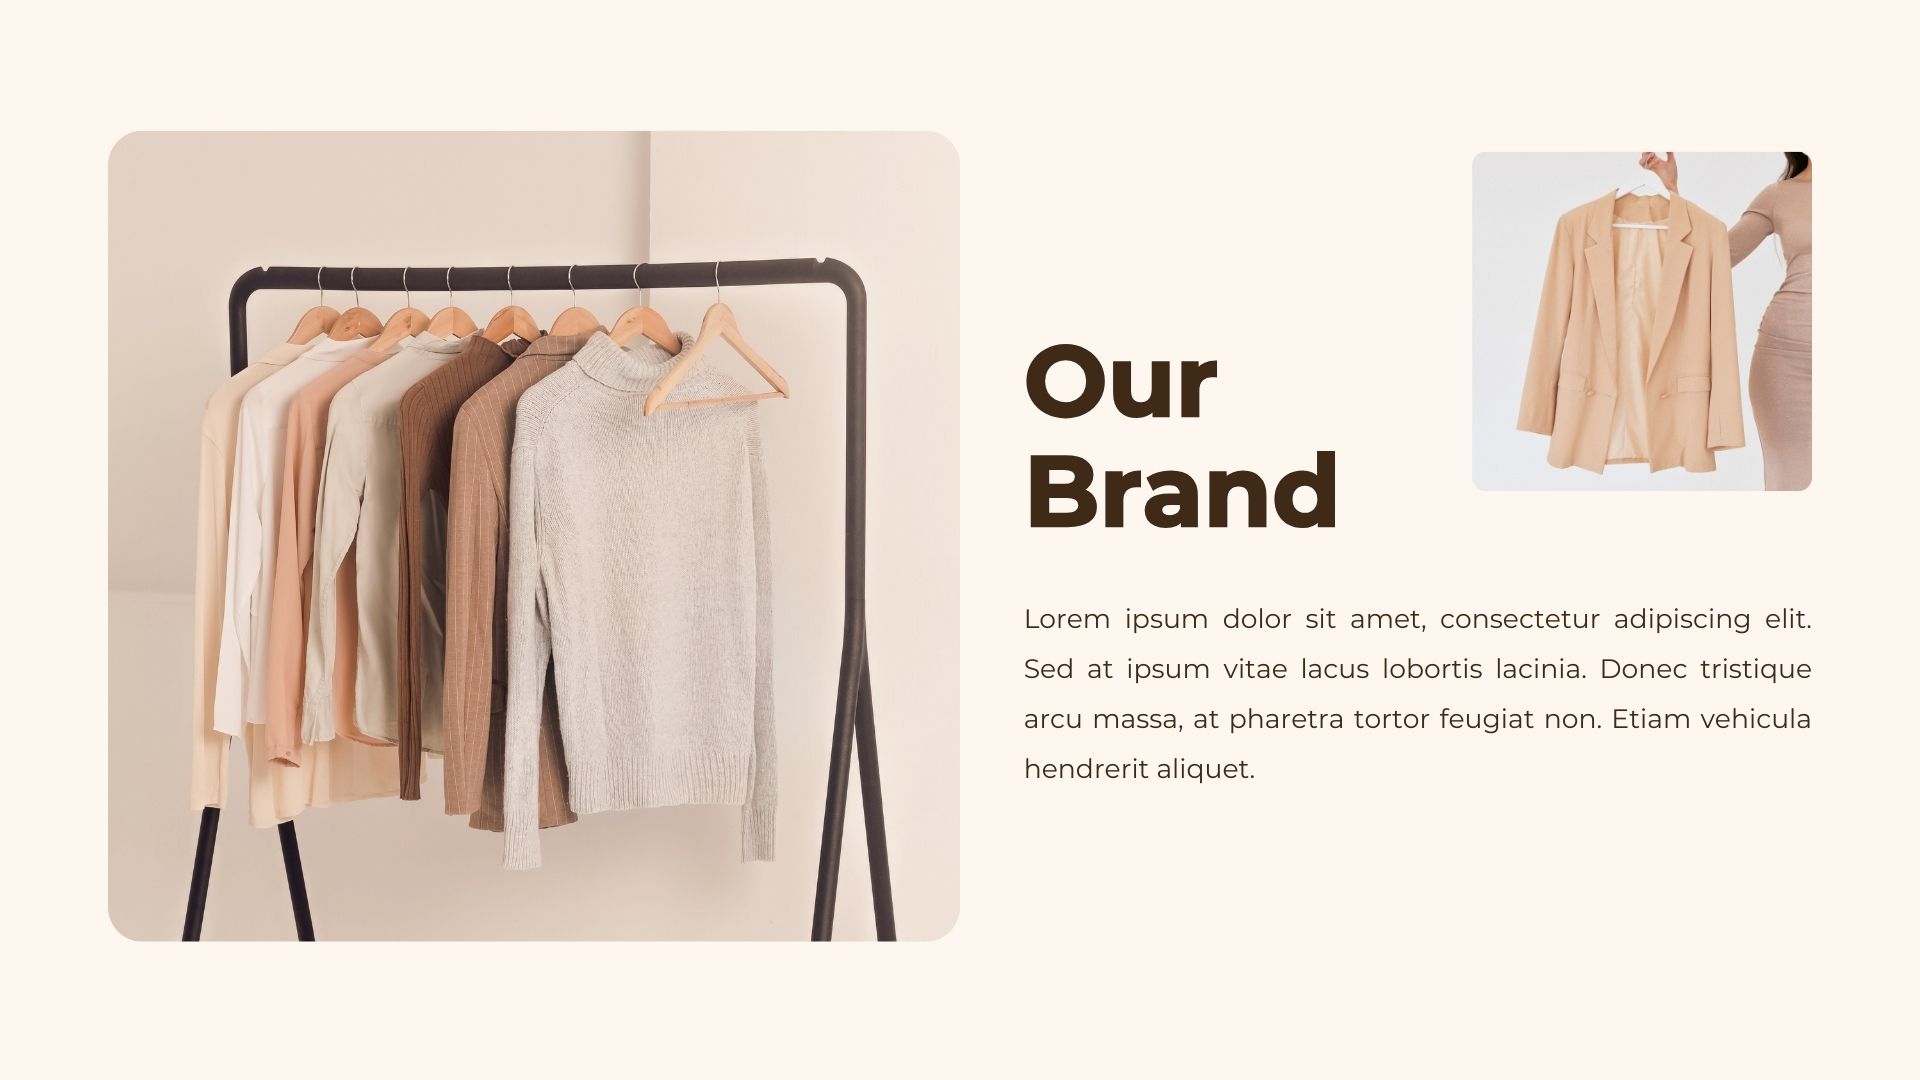 Our
Brand
Lorem ipsum dolor sit amet, consectetur adipiscing elit.
Sed at ipsum vitae lacus lobortis lacinia. Donec tristique
arcu massa, at pharetra tortor feugiat non. Etiam vehicula
hendrerit aliquet.